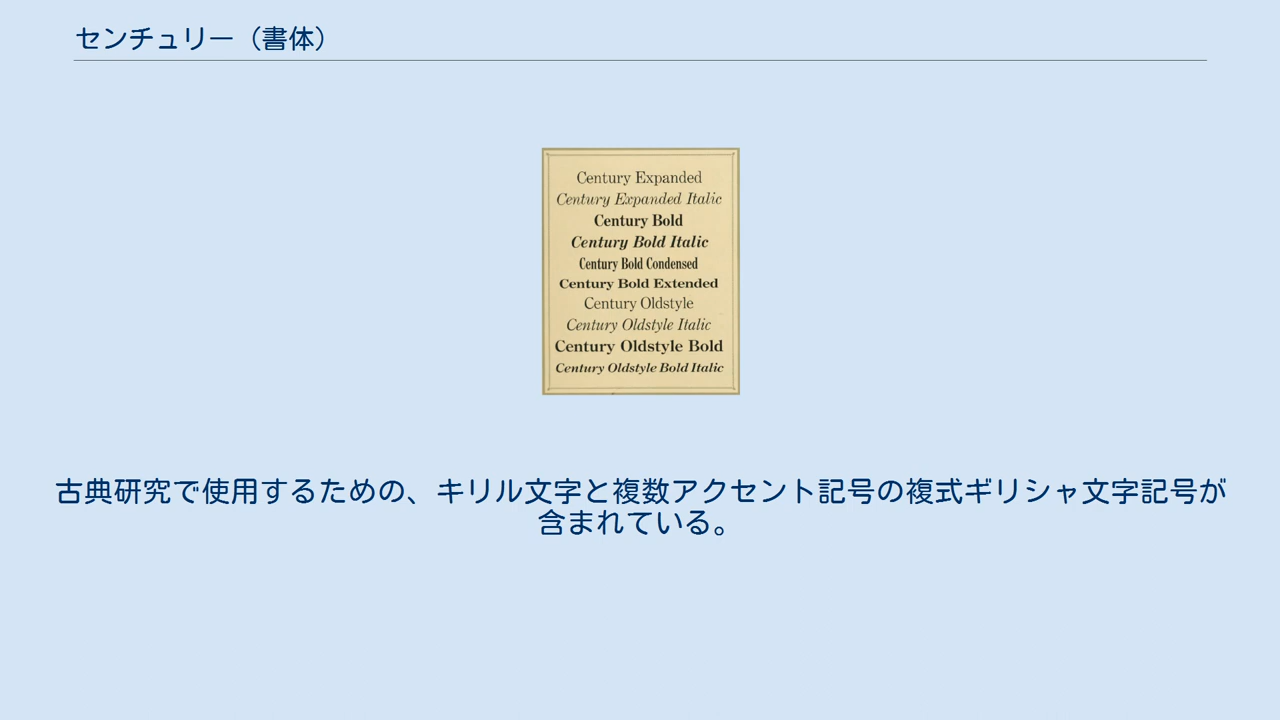 センチュリー（書体）
Century Expanded
Century Expanded Italic
Century Bold
Century Bold Italic
Century Bold Condensed
Century Bold Extended
Century Oldstyle
Century Oldstyle Italic
Century Oldstyle Bold
Century Oldstyle Bold Italic
古典研究で使用するための、キリル文字と複数アクセント記号の複式ギリシャ文字記号が
含まれている。